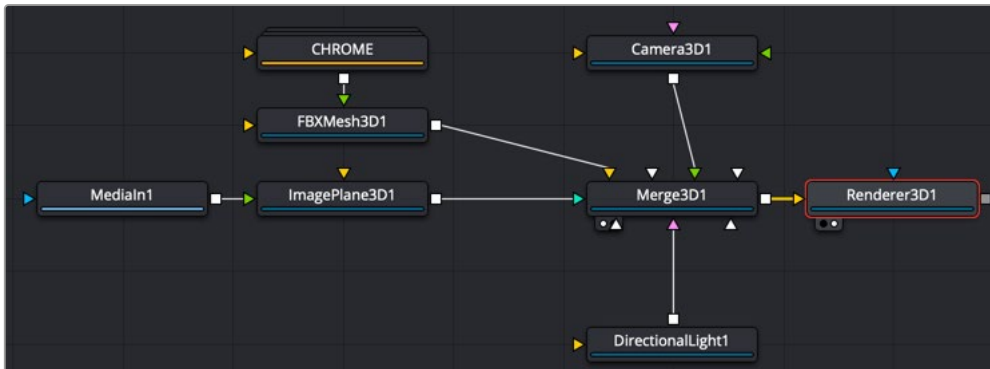 CHROME
Camera3D1
FBXMesh3D1
MediaIn1
ImagePlane3D1
Merge3D1
Renderer3D1
DirectionalLight1